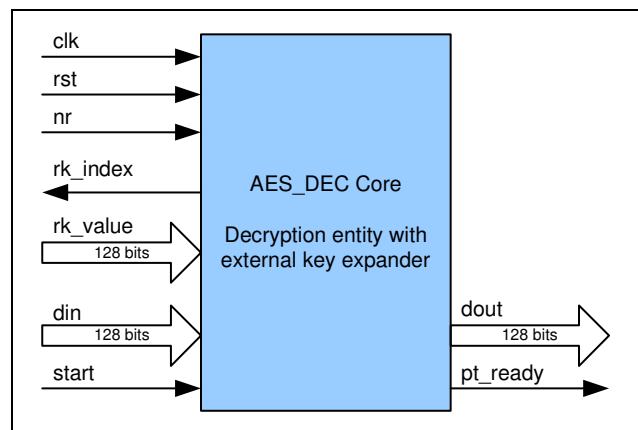 clk
rst
nr
rk_index
rk_value
128 bits
din
128 bits
start
AES_DEC Core
Decryption entity with
external key expander
dout
128 bits
pt_ready